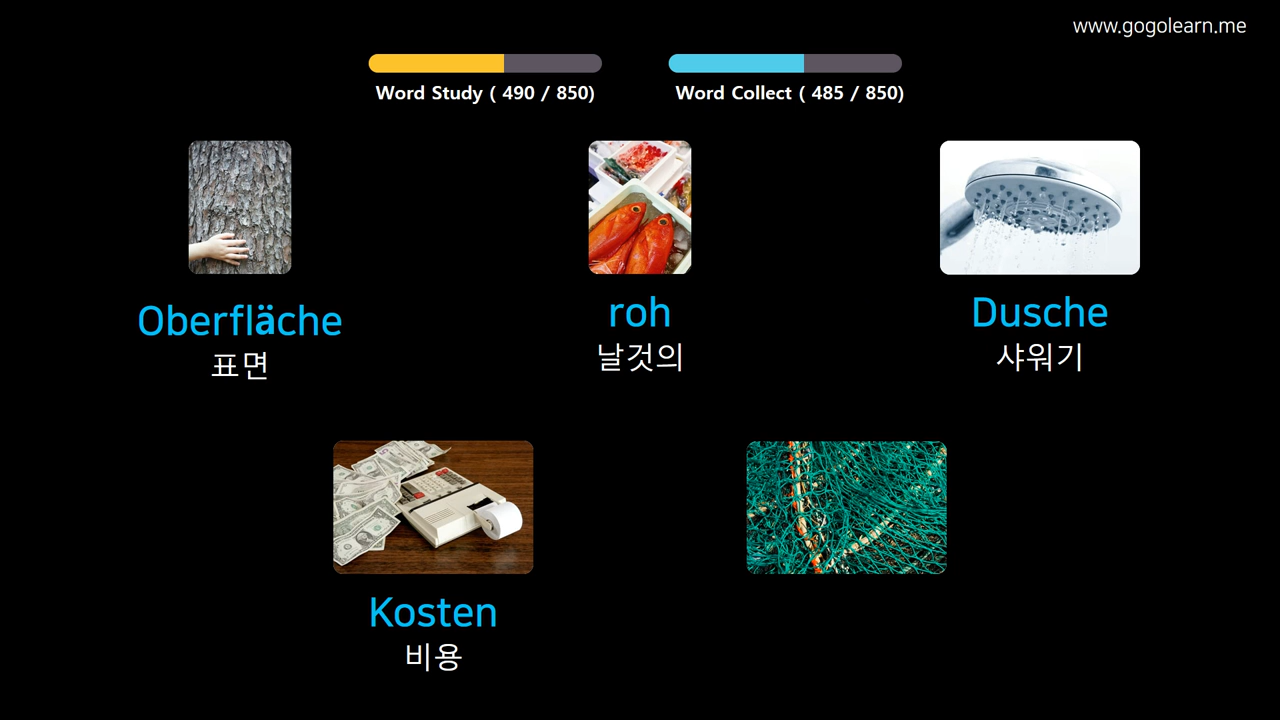 www.gogolearn.me
Word Study ( 490 / 850)
Word Collect ( 485 / 850)
Oberfläche
표면
roh
날것의
Dusche
샤워기
Kosten
비용